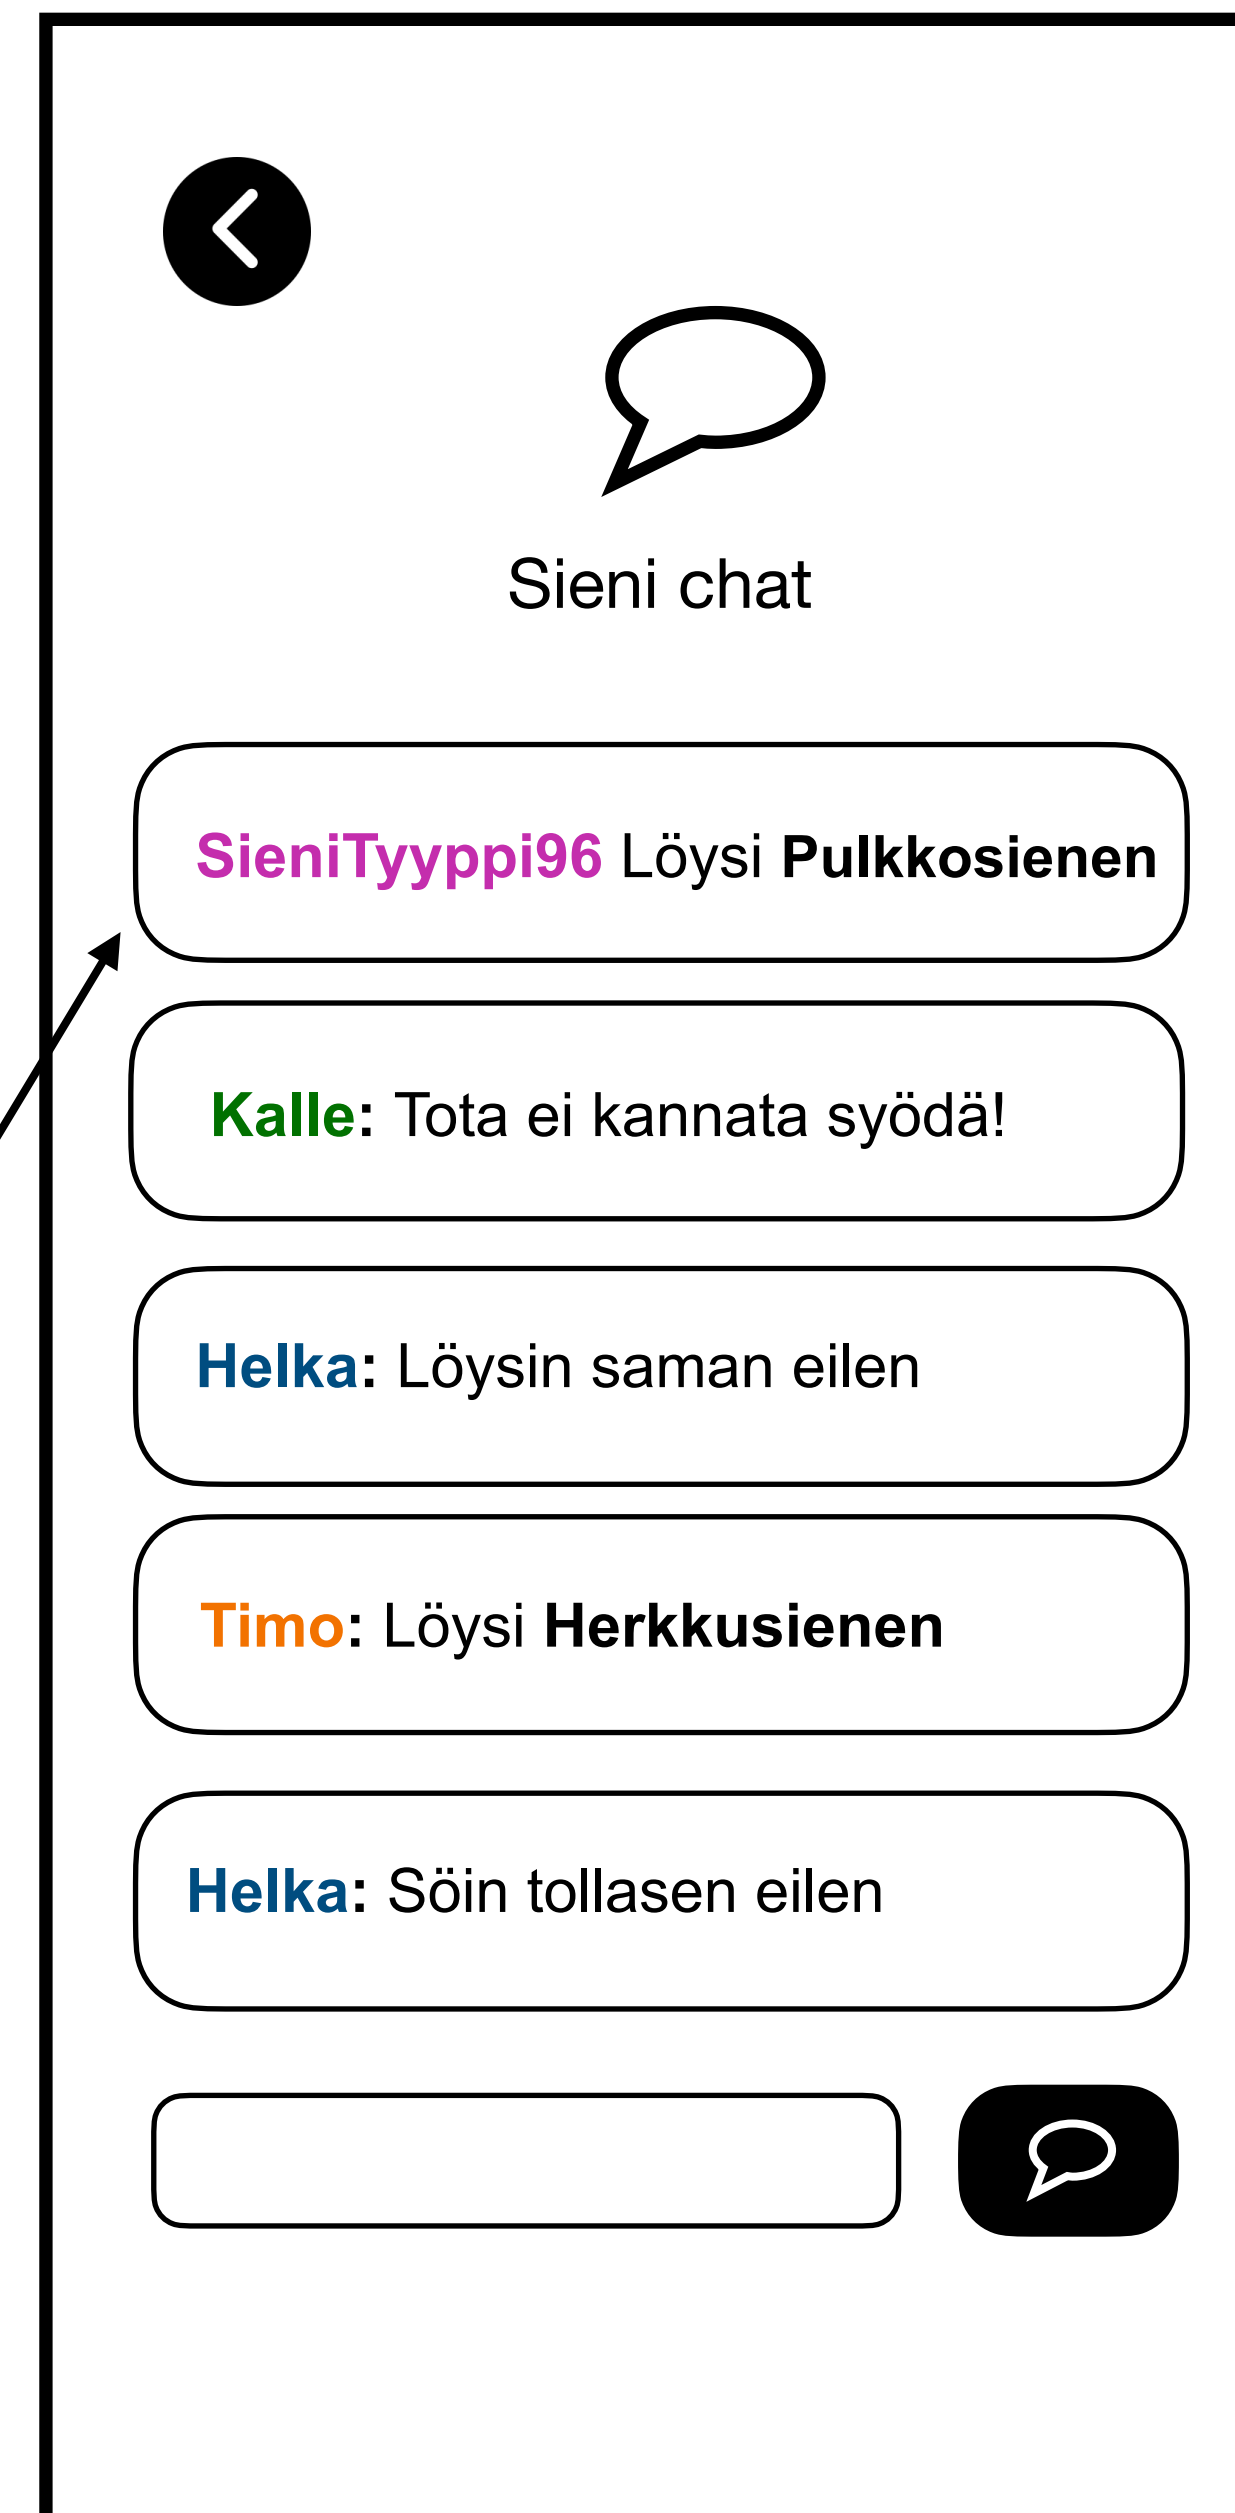 Sieni chat
SieniTyyppi96 Löysi Pulkkosienen
Kalle: Tota ei kannata syödä!
Helka: Löysin saman eilen
Timo: Löysi Herkkusienen
Helka: Söin tollasen eilen